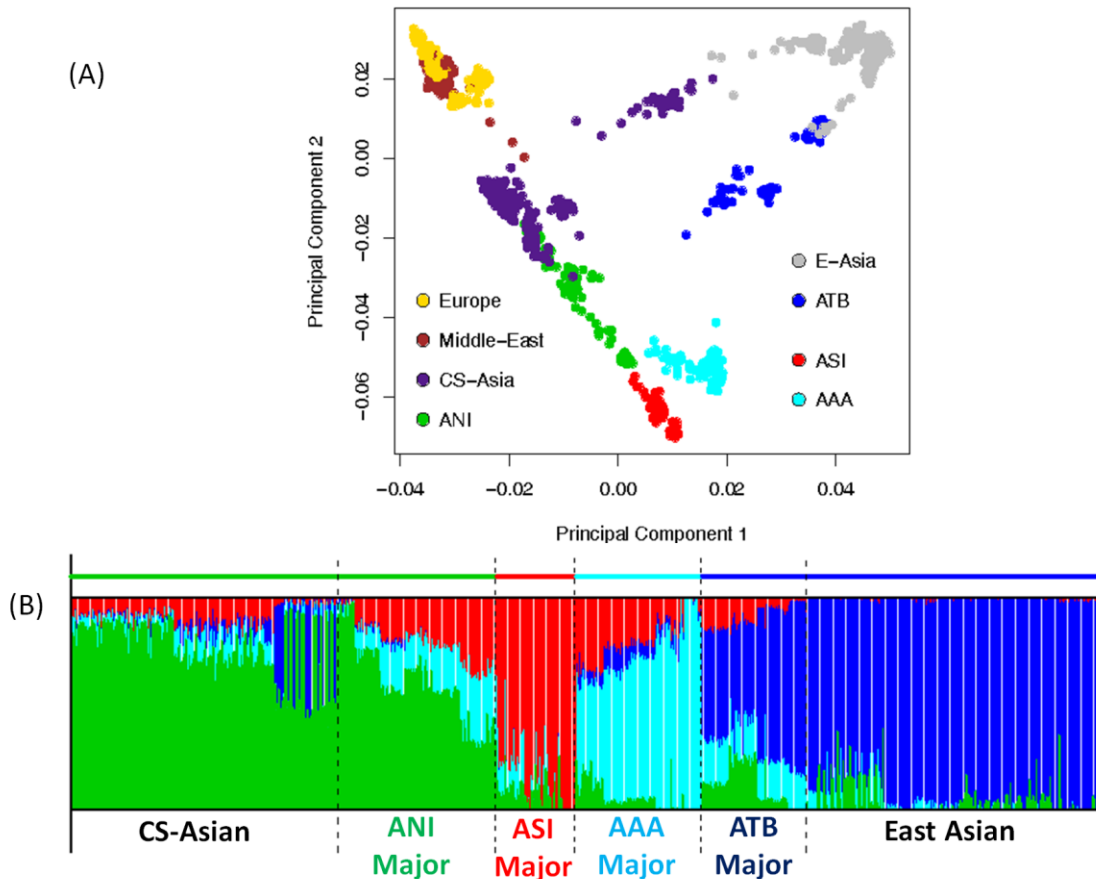 (A)
Principal Component 2
0.02
0.00
−0.02
−0.04
−0.06
Europe
Middle−East
CS−Asia
ANI
E−Asia
ATB
ASI
AAA
−0.04
−0.02
0.00
0.02
0.04
Principal Component 1
(B)
CS-Asian
ANI
Major
ASI
Major
AAA
Major
ATB
Major
East Asian